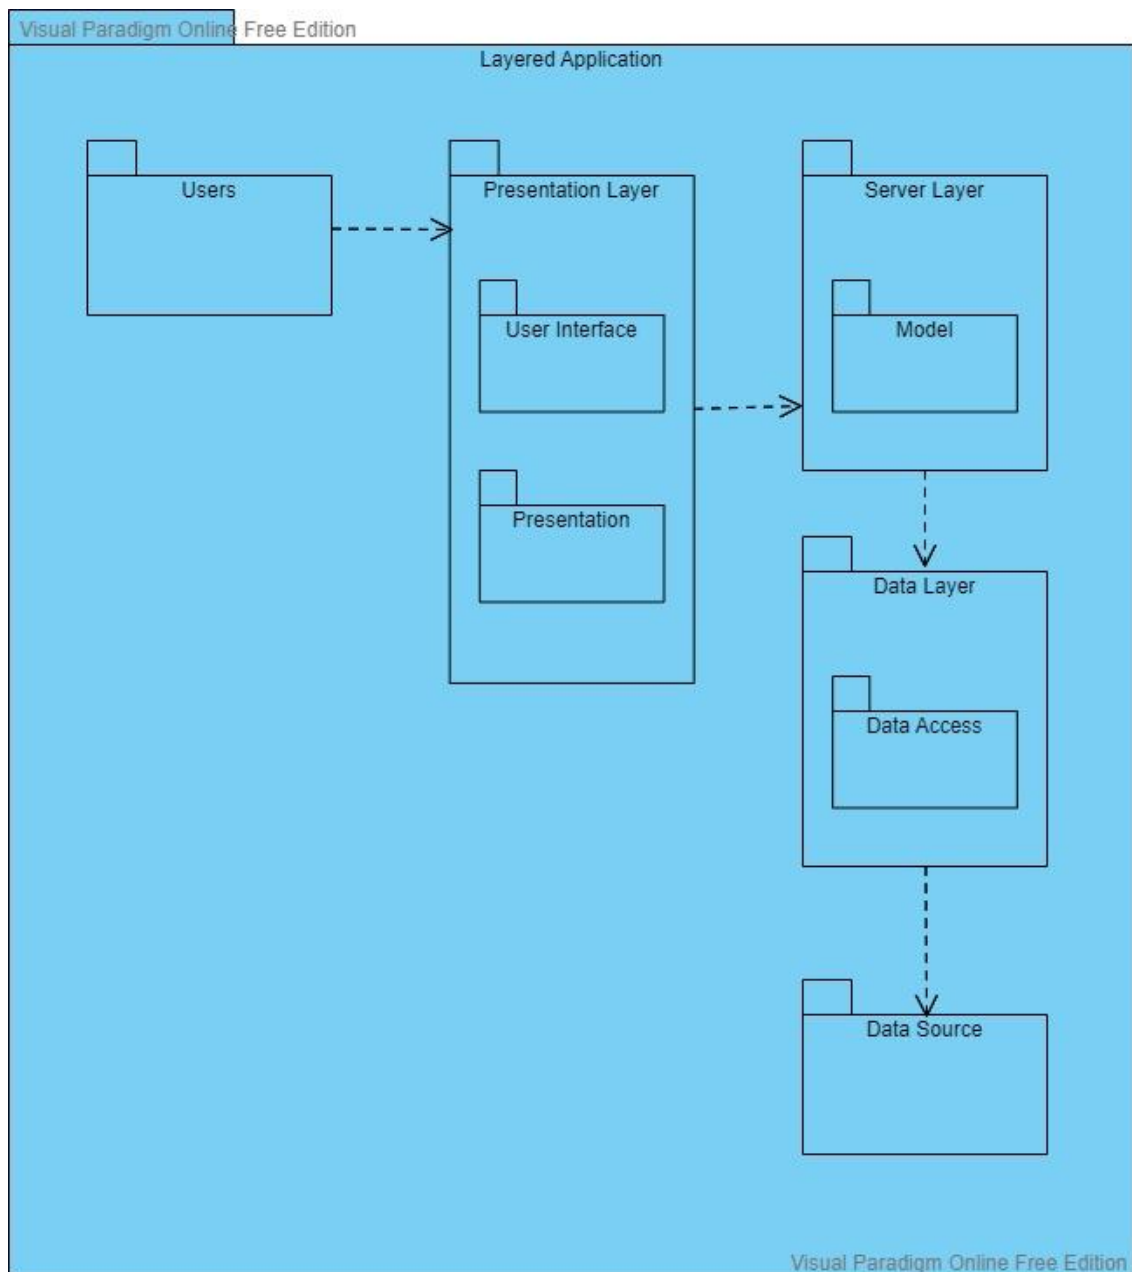 Visual Paradigm Online Free Edition
Layered Application
Users
Presentation Layer
Server Layer
User Interface
Model
Presentation
Data Layer
Data Access
Data Source
Visual Paradigm Online Free Edition